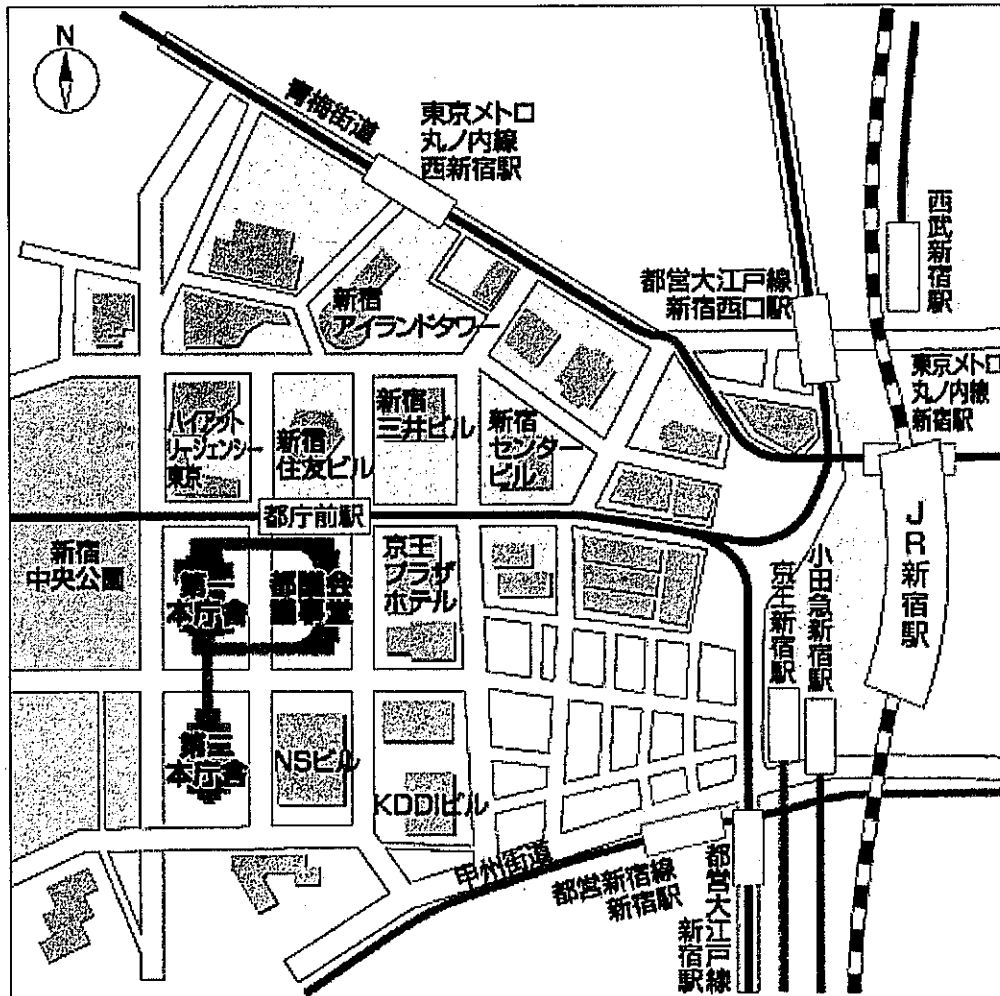 N
青梅街道
東京メトロ
丸ノ内線
西新宿駅
西武新宿駅
都営大江戸線
新宿西口駅
新宿
アイランドタワー
東京メトロ
丸ノ内線
新宿駅
ハイアット
リージェンシー
東京
新宿
住友ビル
新宿
三井ビル
新宿
センター
ビル
都庁前駅
JR新宿駅
新宿
中央公園
第一
本庁舎
都議会
議事堂
京王
プラザ
ホテル
小田急新宿駅
京王新宿駅
第二
本庁舎
NSビル
KDDIビル
甲州街道
都営新宿線
新宿駅
都営大江戸線
新宿駅